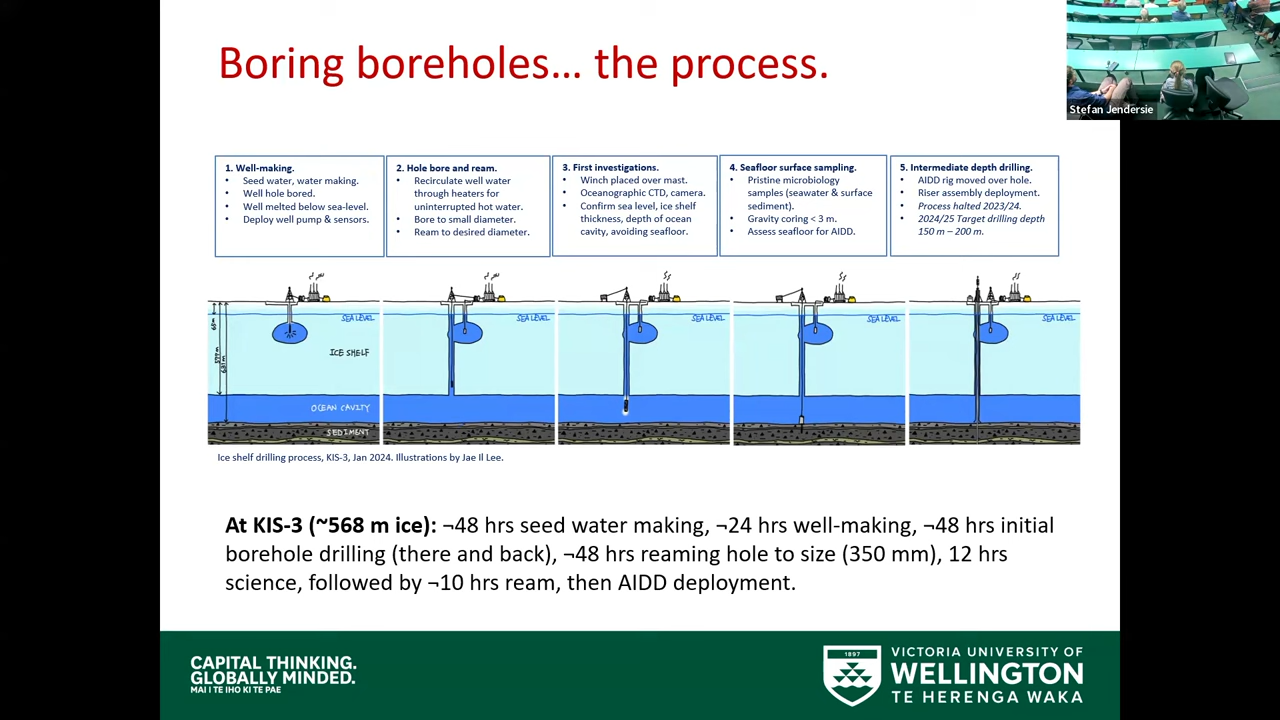 Boring boreholes... the process.
Stefan Jendersie
1. Well-making.
• Seed water, water making.
• Well hole bored.
• Well melted below sea-level.
• Deploy well pump & sensors.
2. Hole bore and ream.
• Recirculate well water
through heaters for
uninterrupted hot water.
• Bore to small diameter.
• Ream to desired diameter.
3. First investigations.
• Winch placed over mast.
• Oceanographic CTD, camera.
• Confirm sea level, ice shelf
thickness, depth of ocean
cavity, avoiding seafloor.
4. Seafloor surface sampling.
• Pristine microbiology
samples (seawater & surface
sediment).
• Gravity coring < 3 m.
• Assess seafloor for AIDD.
5. Intermediate depth drilling.
• AIDD rig moved over hole.
• Riser assembly deployment.
• Process halted 2023/24.
• 2024/25 Target drilling depth
150 m – 200 m.
SEA LEVEL
ICE SHELF
OCEAN CAVITY
SEDIMENT
SEA LEVEL
SEA LEVEL
SEA LEVEL
SEA LEVEL
Ice shelf drilling process, KIS-3, Jan 2024. Illustrations by Jae Il Lee.
At KIS-3 (~568 m ice): ¬48 hrs seed water making, ¬24 hrs well-making, ¬48 hrs initial
borehole drilling (there and back), ¬48 hrs reaming hole to size (350 mm), 12 hrs
science, followed by ¬10 hrs ream, then AIDD deployment.
CAPITAL THINKING.
GLOBALLY MINDED.
MAI I TE IHO KI TE PAE
1897
VICTORIA UNIVERSITY OF
WELLINGTON
TE HERENGA WAKA